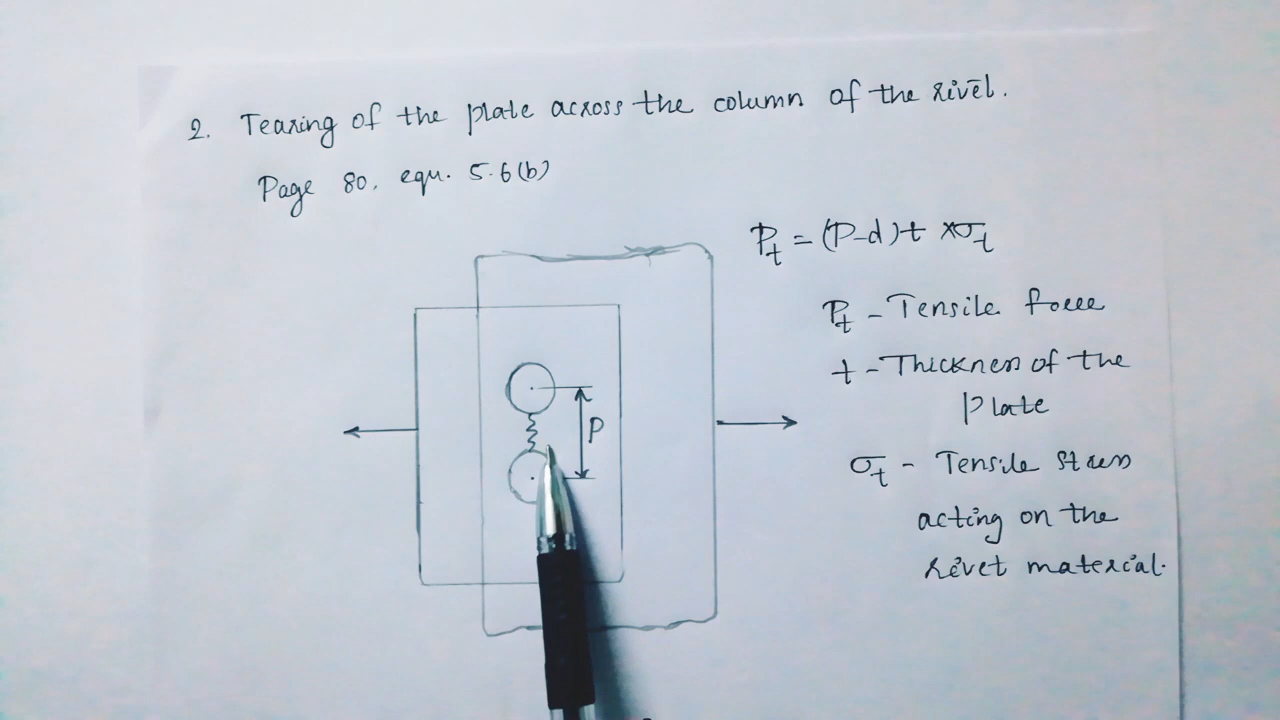 2. Tearing of the plate across the column of the rivet.
Page 80, equ. 5.6(b)
Pt = (P-d)t ×σt
Pt - Tensile force
t - Thickness of the
plate
σt - Tensile stress
acting on the
rivet material.
P